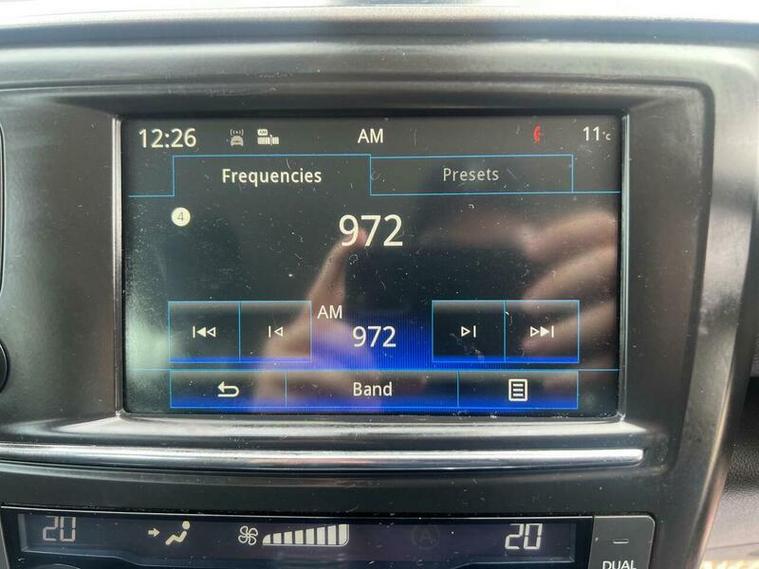 12:26 AM 11°c
Frequencies Presets
4
972
AM
972
Band
20 A 20
DUAL